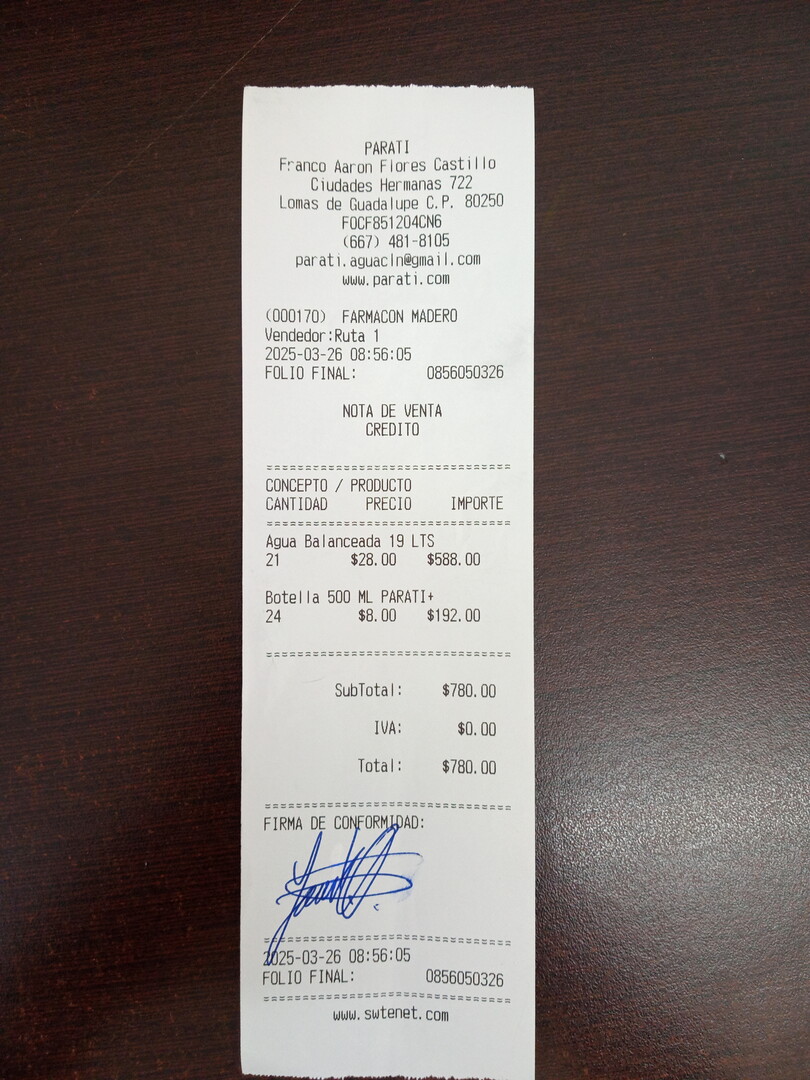 PARATI
Franco Aaron Flores Castillo
Ciudades Hermanas 722
Lomas de Guadalupe C.P. 80250
FOCF851204CN6
(667) 481-8105
parati.aguacln@gmail.com
www.parati.com
(000170) FARMACON MADERO
Vendedor:Ruta 1
2025-03-26 08:56:05
FOLIO FINAL: 0856050326
NOTA DE VENTA
CREDITO
CONCEPTO / PRODUCTO
CANTIDAD PRECIO IMPORTE
Agua Balanceada 19 LTS
21 $28.00 $588.00
Botella 500 ML PARATI+
24 $8.00 $192.00
SubTotal: $780.00
IVA: $0.00
Total: $780.00
FIRMA DE CONFORMIDAD:
2025-03-26 08:56:05
FOLIO FINAL: 0856050326
www.swtenet.com